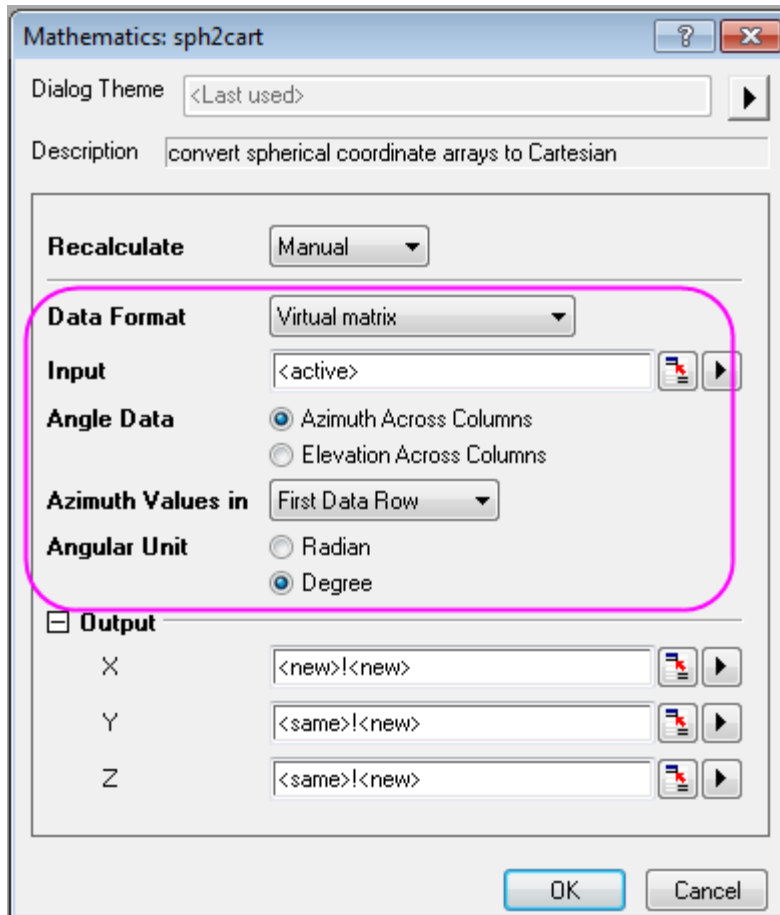 Mathematics: sph2cart
Dialog Theme <Last used>
Description convert spherical coordinate arrays to Cartesian
Recalculate Manual
Data Format Virtual matrix
Input <active>
Angle Data Azimuth Across Columns
Elevation Across Columns
Azimuth Values in First Data Row
Angular Unit Radian
Degree
Output
X <new>!<new>
Y <same>!<new>
Z <same>!<new>
OK Cancel